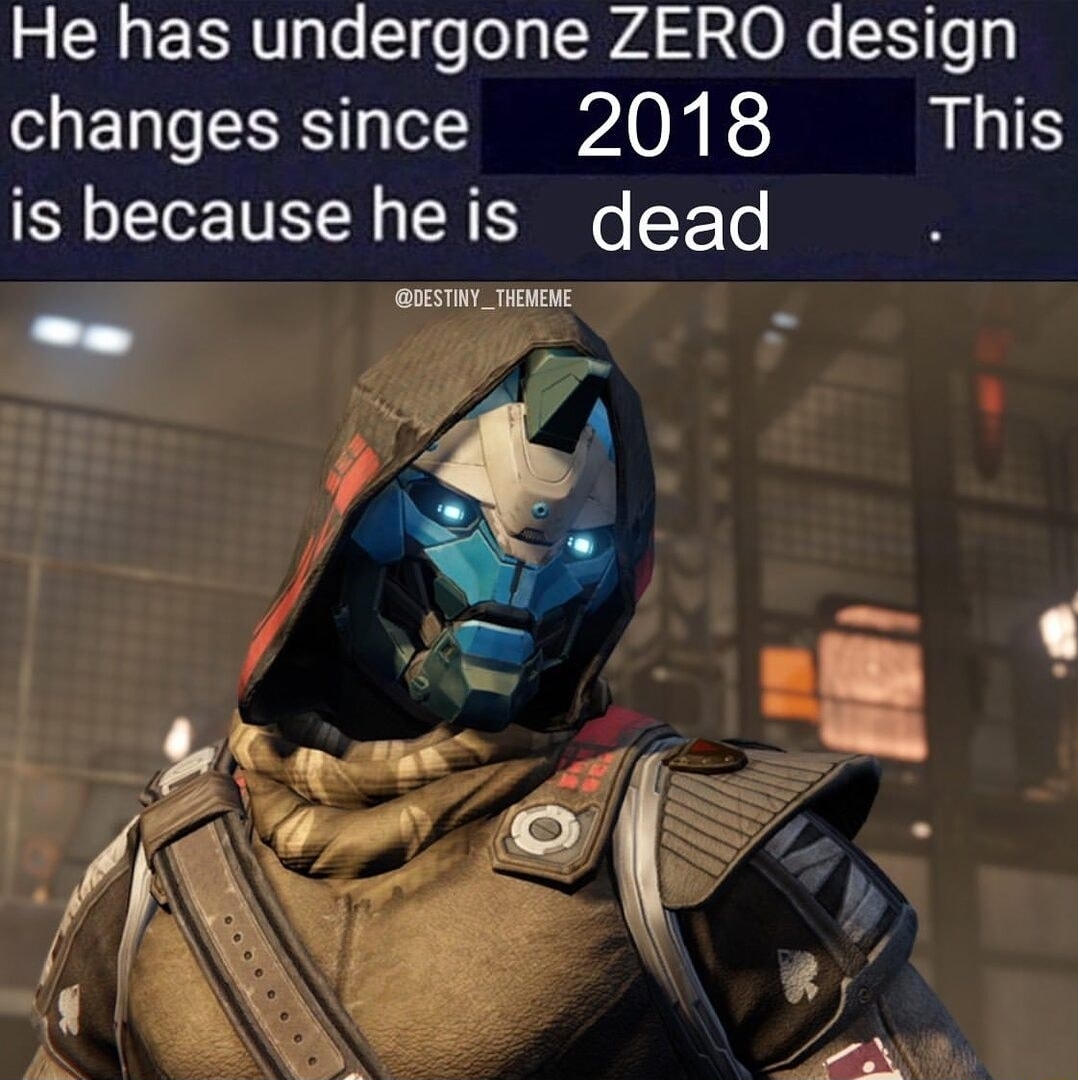 He has undergone ZERO design
changes since 2018 This
is because he is dead .
@DESTINY_THEMEME